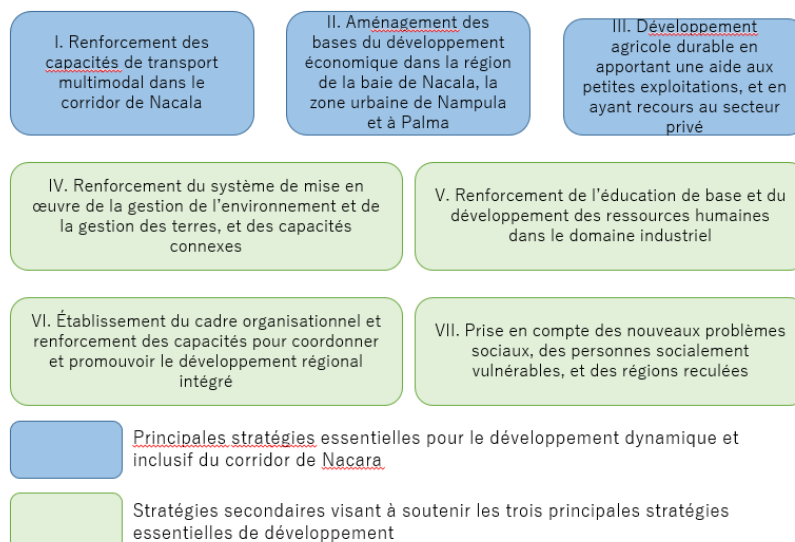 I. Renforcement des
capacités de transport
multimodal dans le
corridor de Nacala
II. Aménagement des
bases du développement
économique dans la région
de la baie de Nacala, la
zone urbaine de Nampula
et à Palma
III. Développement
agricole durable en
apportant une aide aux
petites exploitations, et en
ayant recours au secteur
privé
IV. Renforcement du système de mise en
œuvre de la gestion de l'environnement et de
la gestion des terres, et des capacités
connexes
V. Renforcement de l'éducation de base et du
développement des ressources humaines
dans le domaine industriel
VI. Établissement du cadre organisationnel et
renforcement des capacités pour coordonner
et promouvoir le développement régional
intégré
VII. Prise en compte des nouveaux problèmes
sociaux, des personnes socialement
vulnérables, et des régions reculées
Principales stratégies essentielles pour le développement dynamique et
inclusif du corridor de Nacara
Stratégies secondaires visant à soutenir les trois principales stratégies
essentielles de développement